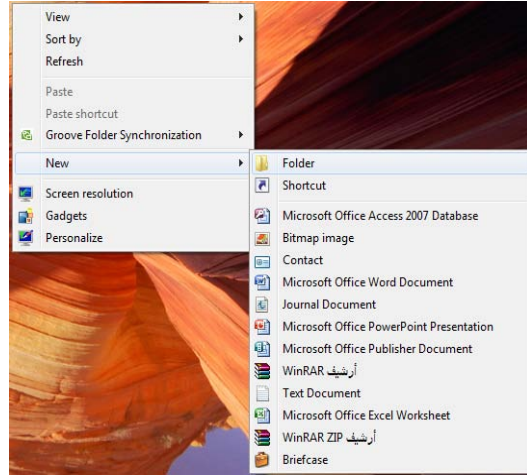 View
Sort by
Refresh
Paste
Paste shortcut
Groove Folder Synchronization
New
Screen resolution
Gadgets
Personalize
Folder
Shortcut
Microsoft Office Access 2007 Database
Bitmap image
Contact
Microsoft Office Word Document
Journal Document
Microsoft Office PowerPoint Presentation
Microsoft Office Publisher Document
أرشيف WinRAR
Text Document
Microsoft Office Excel Worksheet
أرشيف WinRAR ZIP
Briefcase